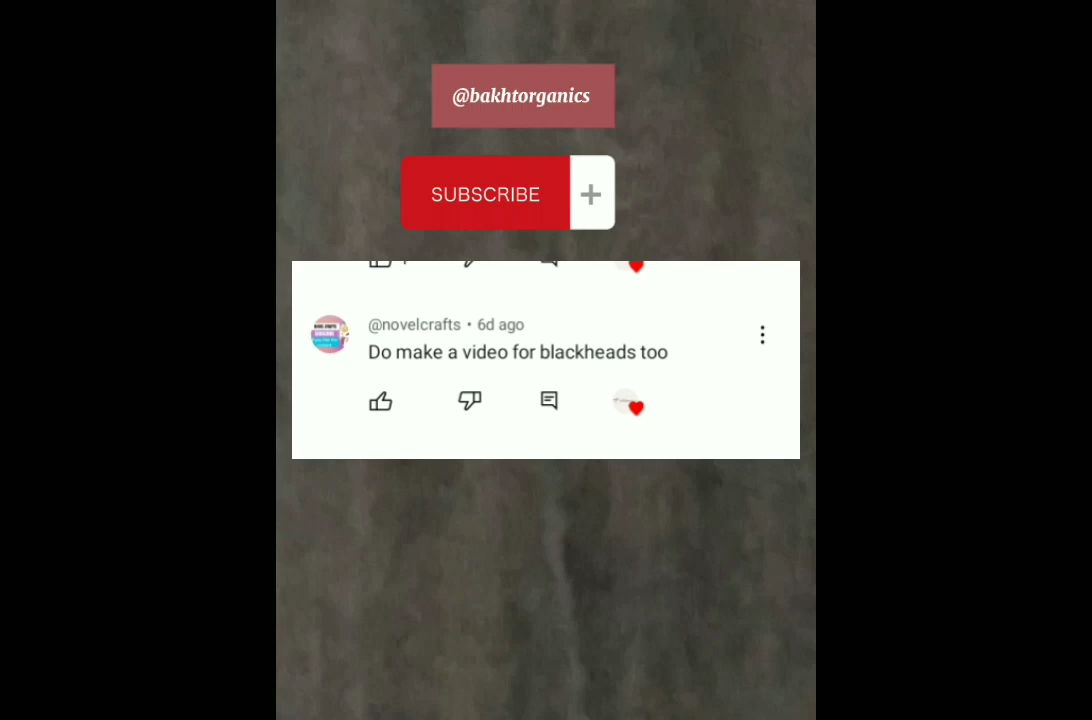 @bakhtorganics
SUBSCRIBE
@novelcrafts • 6d ago
Do make a video for blackheads too